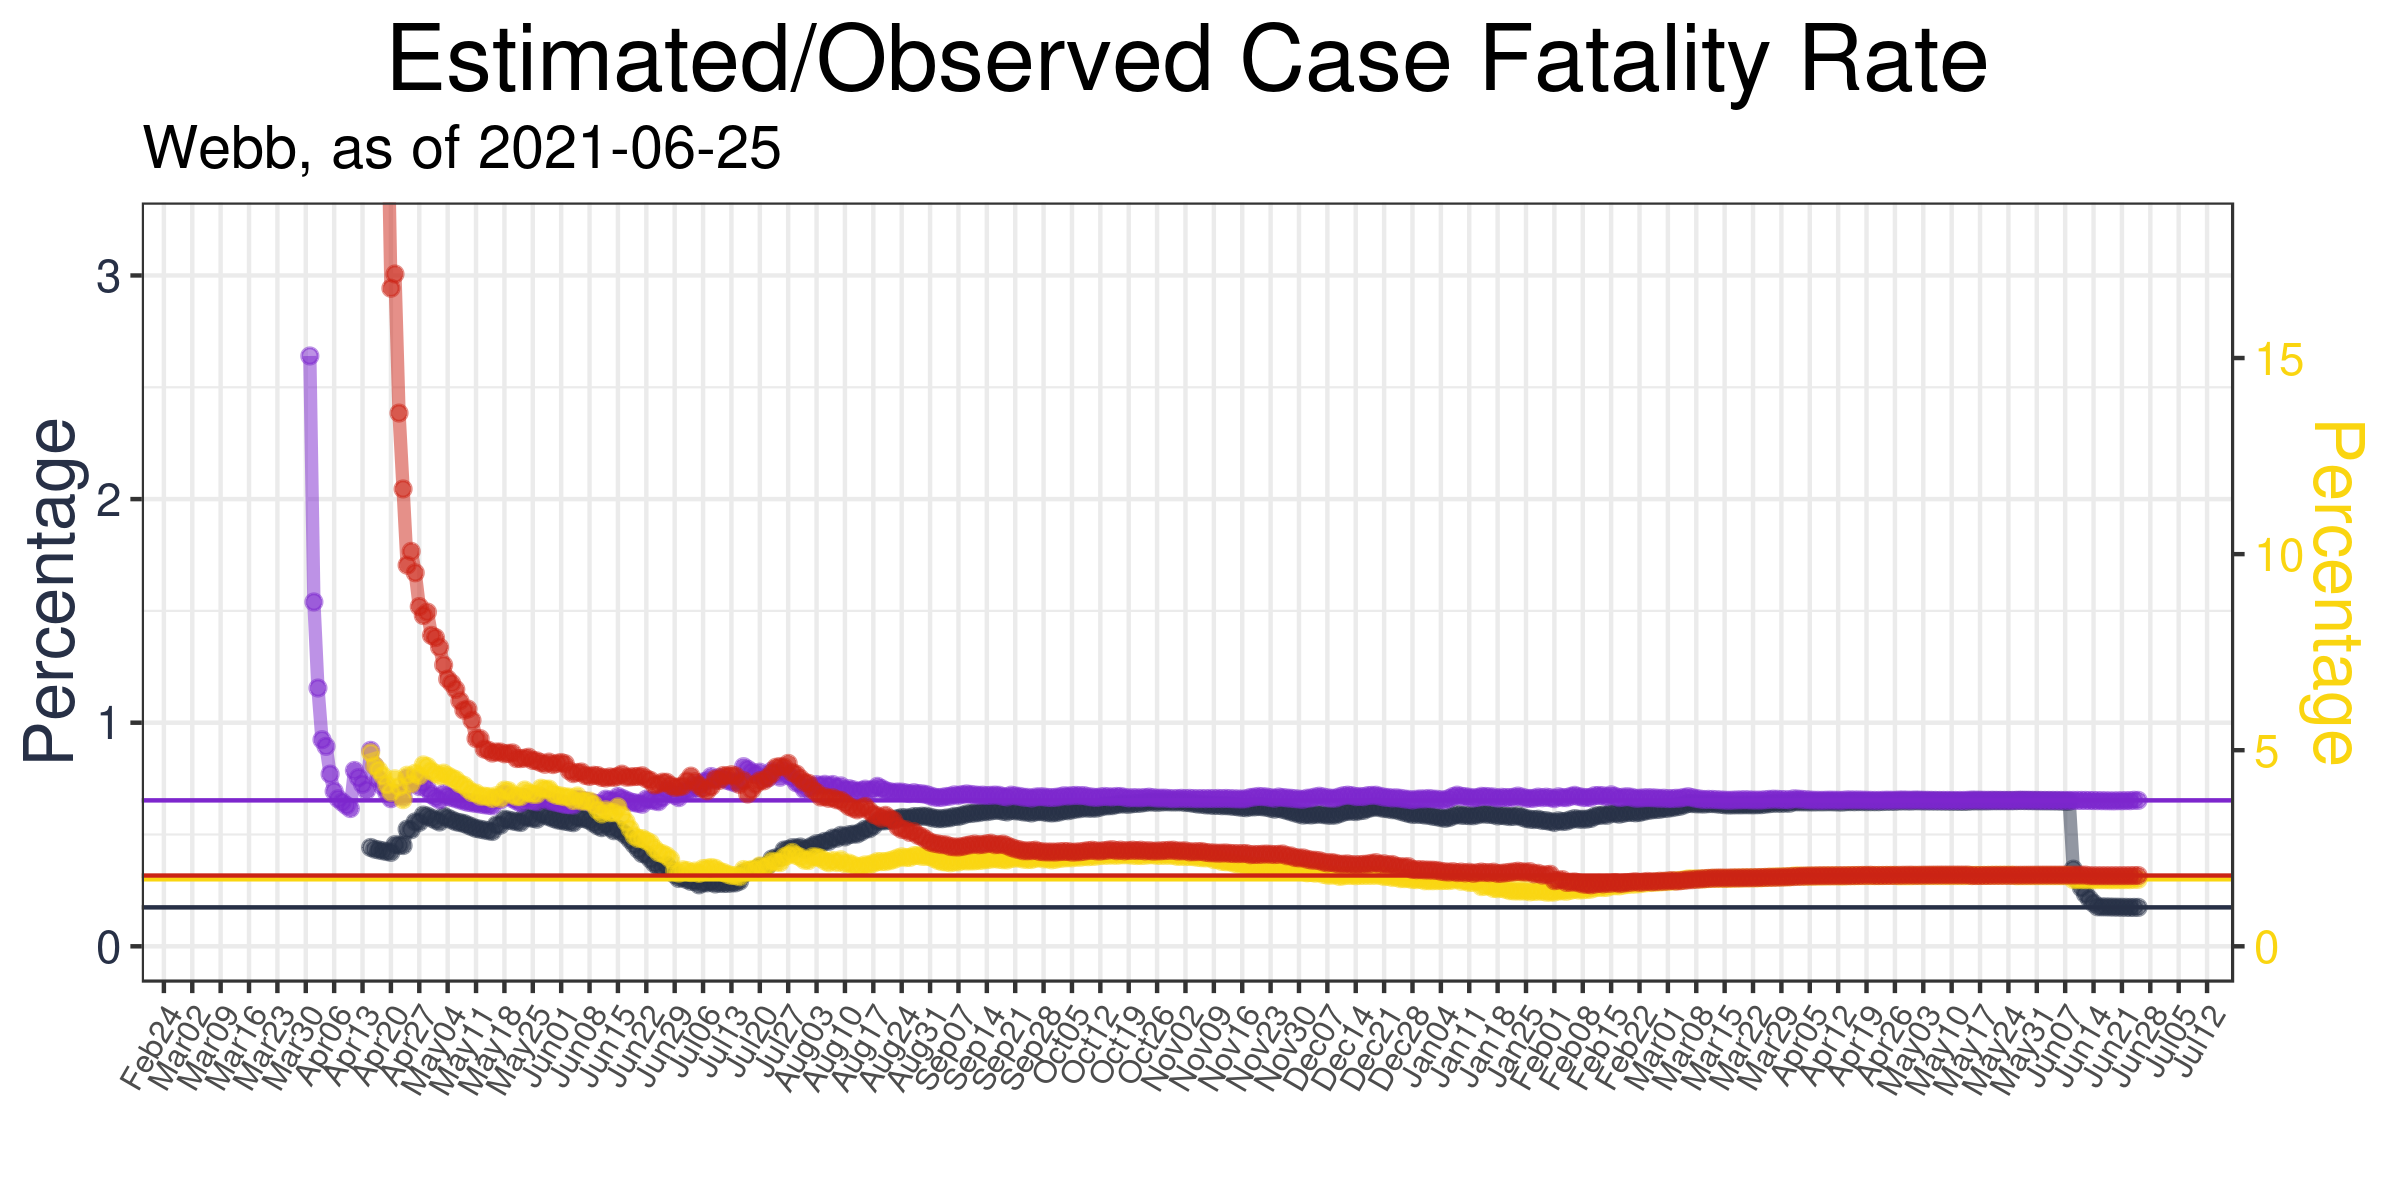 Estimated/Observed Case Fatality Rate
Webb, as of 2021-06-25
Percentage
3
2
1
0
15
10
5
0
Percentage
Feb24
Mar02
Mar09
Mar16
Mar23
Mar30
Apr06
Apr13
Apr20
Apr27
May04
May11
May18
May25
Jun01
Jun08
Jun15
Jun22
Jun29
Jul06
Jul13
Jul20
Jul27
Aug03
Aug10
Aug17
Aug24
Aug31
Sep07
Sep14
Sep21
Sep28
Oct05
Oct12
Oct19
Oct26
Nov02
Nov09
Nov16
Nov23
Nov30
Dec07
Dec14
Dec21
Dec28
Jan04
Jan11
Jan18
Jan25
Feb01
Feb08
Feb15
Feb22
Mar01
Mar08
Mar15
Mar22
Mar29
Apr05
Apr12
Apr19
Apr26
May03
May10
May17
May24
May31
Jun07
Jun14
Jun21
Jun28
Jul05
Jul12